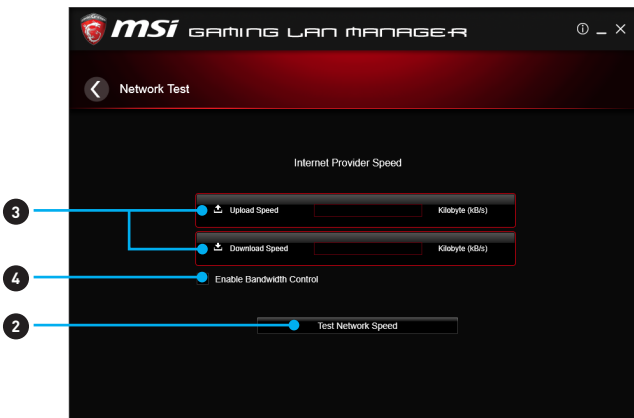 msi GAMING LAN MANAGER
Network Test
Internet Provider Speed
3
Upload Speed Kilobyte (kB/s)
Download Speed Kilobyte (kB/s)
4 Enable Bandwidth Control
2 Test Network Speed